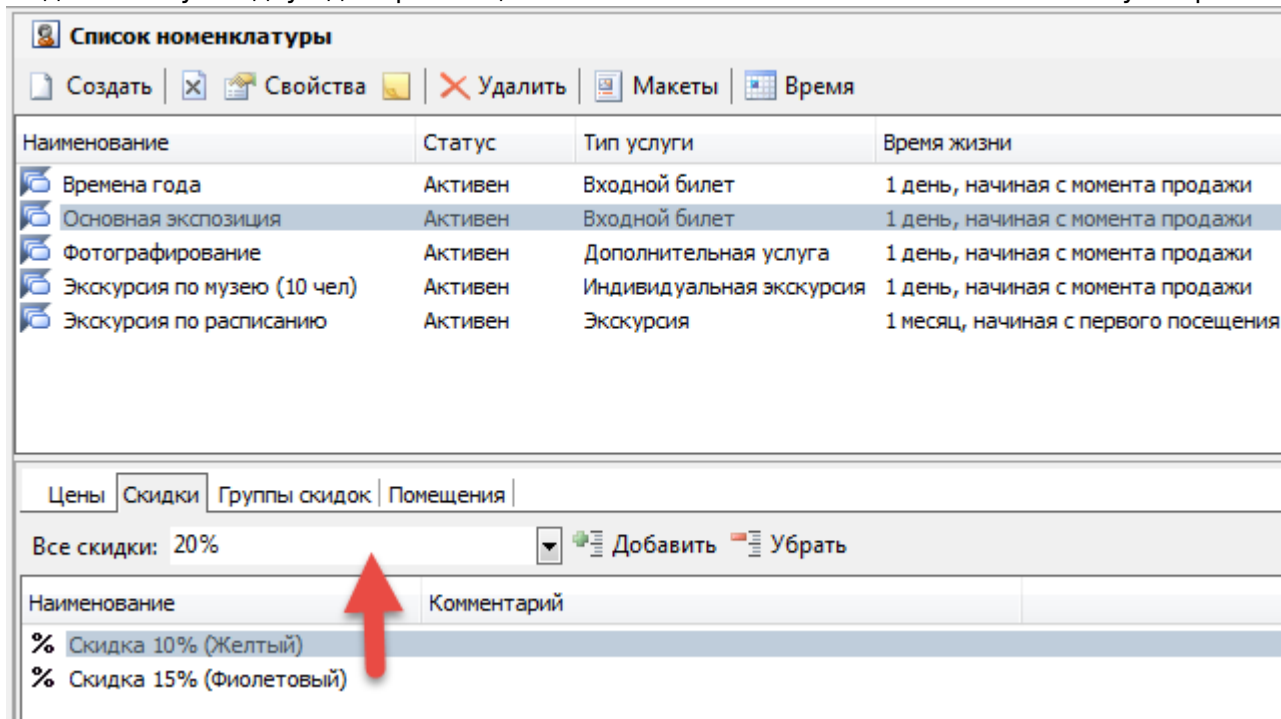 Список номенклатуры
Создать Свойства Удалить Макеты Время
Наименование Статус Тип услуги Время жизни
Времена года Активен Входной билет 1 день, начиная с момента продажи
Основная экспозиция Активен Входной билет 1 день, начиная с момента продажи
Фотографирование Активен Дополнительная услуга 1 день, начиная с момента продажи
Экскурсия по музею (10 чел) Активен Индивидуальная экскурсия 1 день, начиная с момента продажи
Экскурсия по расписанию Активен Экскурсия 1 месяц, начиная с первого посещения
Цены Скидки Группы скидок Помещения
Все скидки: 20% Добавить Убрать
Наименование Комментарий
% Скидка 10% (Желтый)
% Скидка 15% (Фиолетовый)